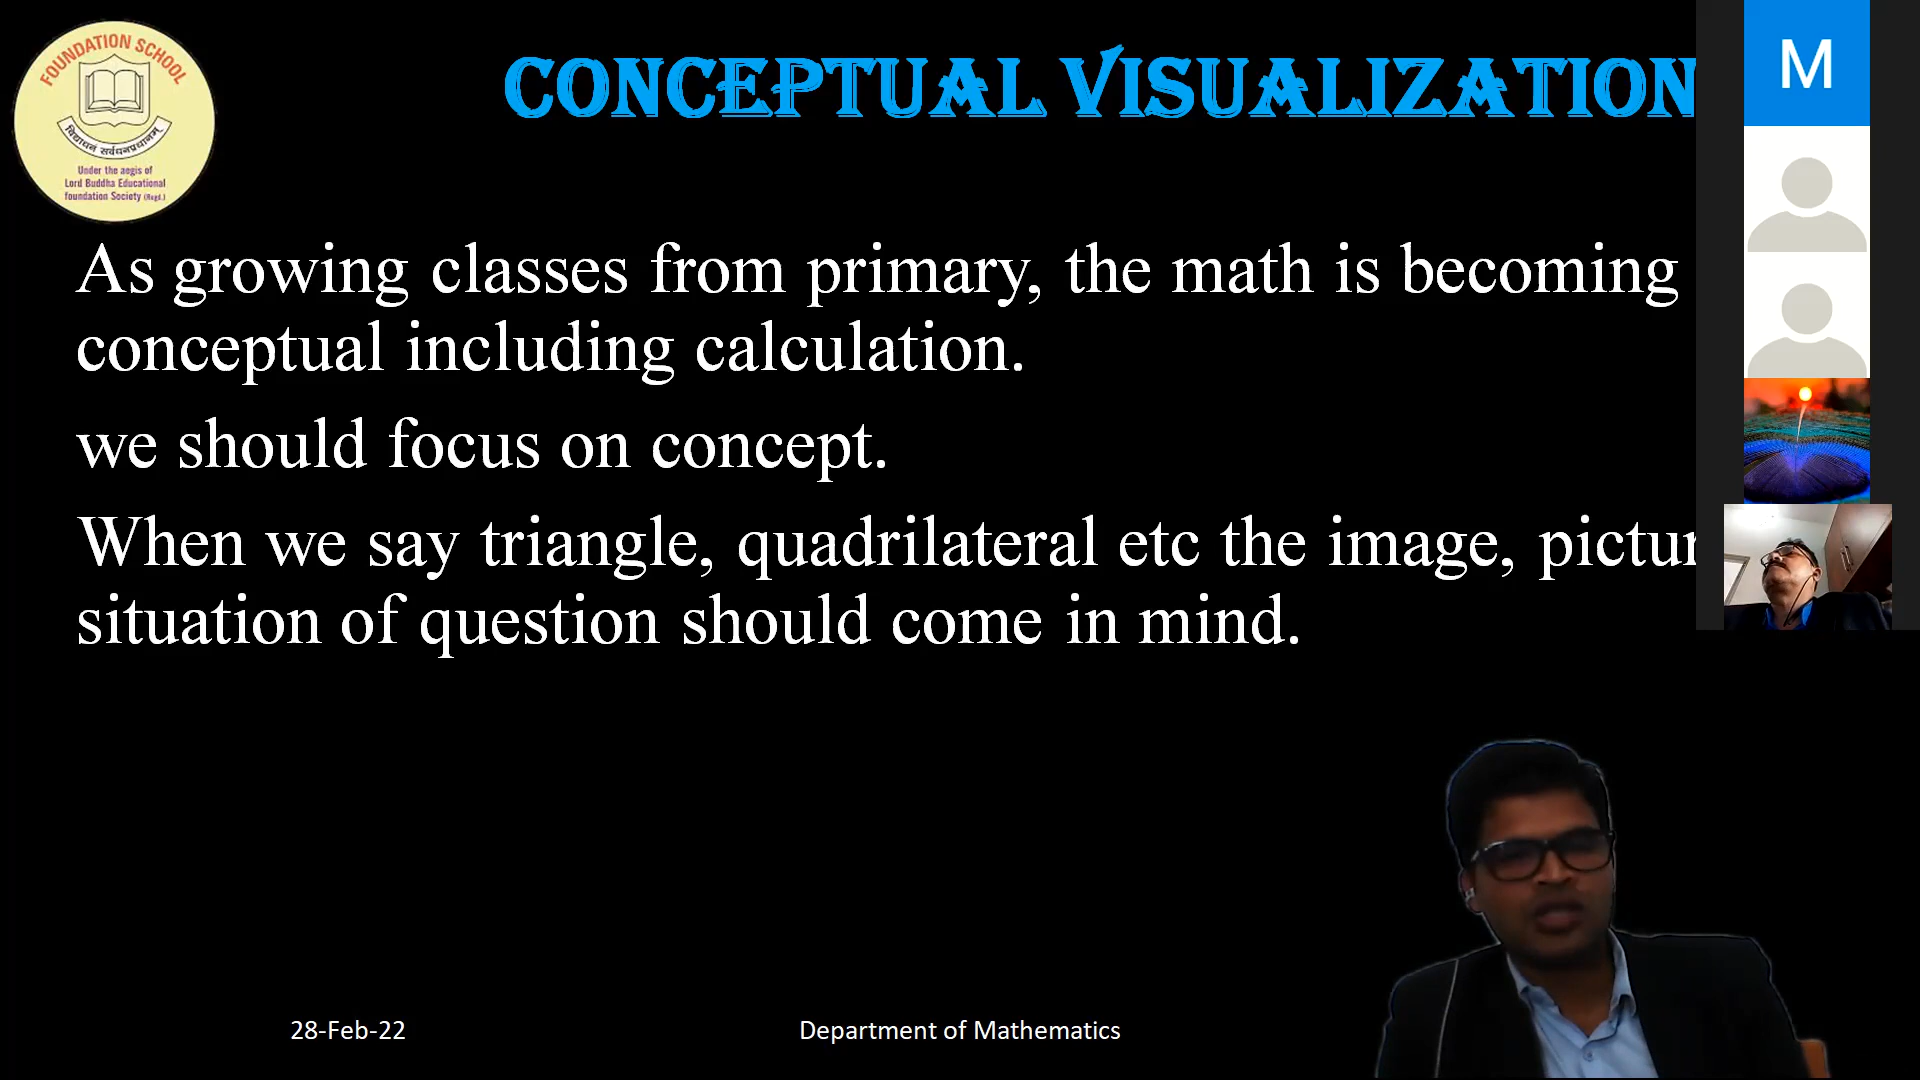 FOUNDATION SCHOOL
विद्याधनं सर्वधनप्रधानम्
Under the aegis of
Lord Buddha Educational
foundation Society (Regd.)
CONCEPTUAL VISUALIZATION
M
As growing classes from primary, the math is becoming
conceptual including calculation.
we should focus on concept.
When we say triangle, quadrilateral etc the image, pictur
situation of question should come in mind.
28-Feb-22
Department of Mathematics